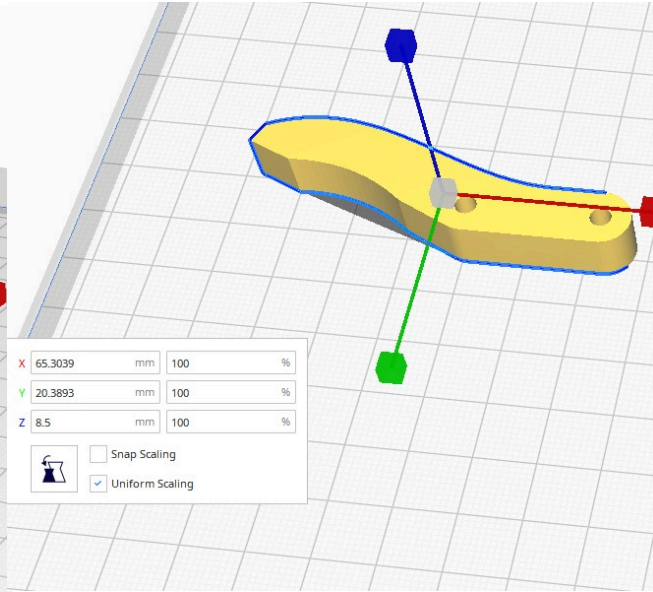 X 65.3039 mm 100 %
Y 20.3893 mm 100 %
Z 8.5 mm 100 %
Snap Scaling
Uniform Scaling